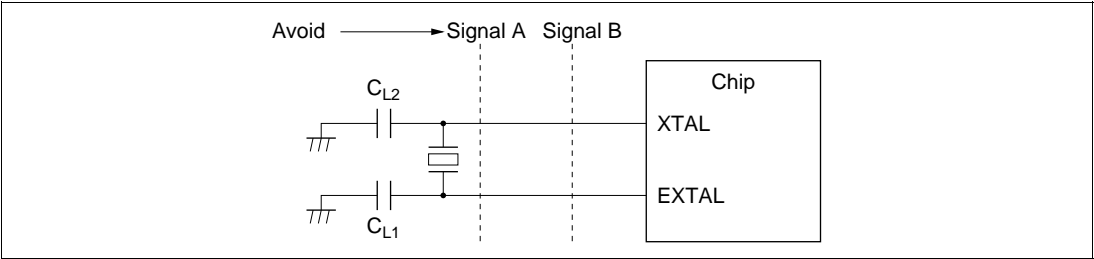 Avoid Signal A Signal B
Chip
CL2
XTAL
EXTAL
CL1